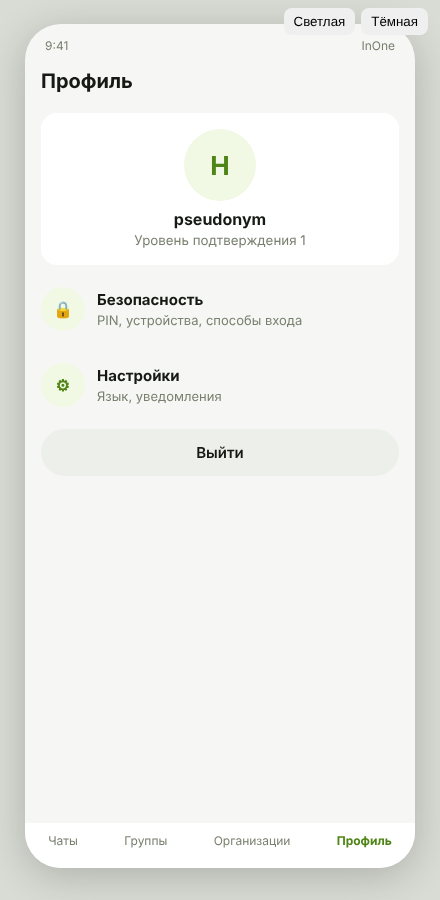 Светлая Тёмная
9:41 InOne
Профиль
Н
pseudonym
Уровень подтверждения 1
Безопасность
PIN, устройства, способы входа
Настройки
Язык, уведомления
Выйти
Чаты Группы Организации Профиль